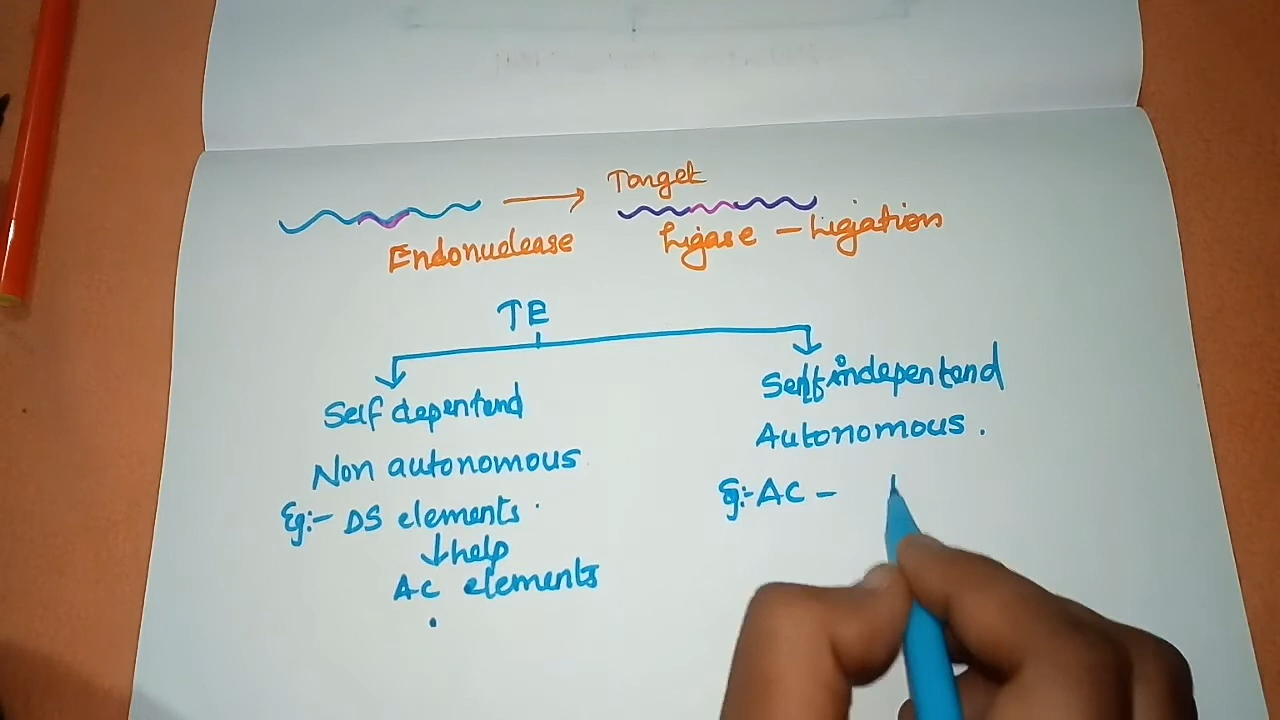 Target
Endonuclease
Ligase - Ligation
TE
Self depentend
Self independend
Non autonomous
Autonomous.
Eg:- DS elements.
Eg:- AC -
help
AC elements